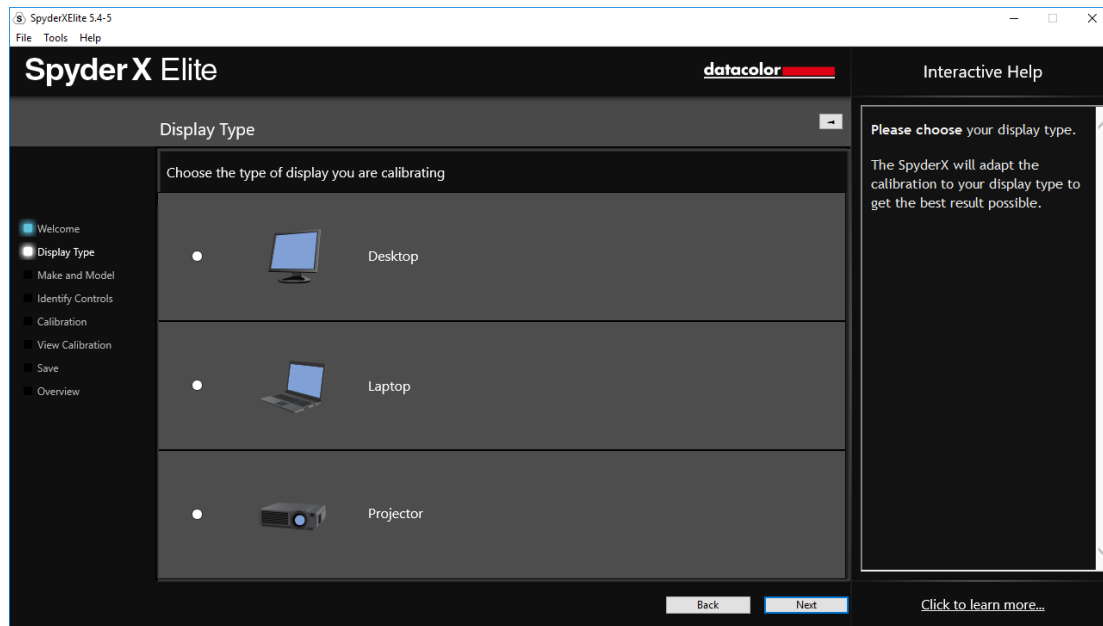 SpyderXElite 5.4-5
File Tools Help
Spyder X Elite
datacolor
Interactive Help
Display Type
Choose the type of display you are calibrating
Welcome
Display Type
Make and Model
Identify Controls
Calibration
View Calibration
Save
Overview
Desktop
Laptop
Projector
Back
Next
Please choose your display type.
The SpyderX will adapt the
calibration to your display type to
get the best result possible.
Click to learn more...